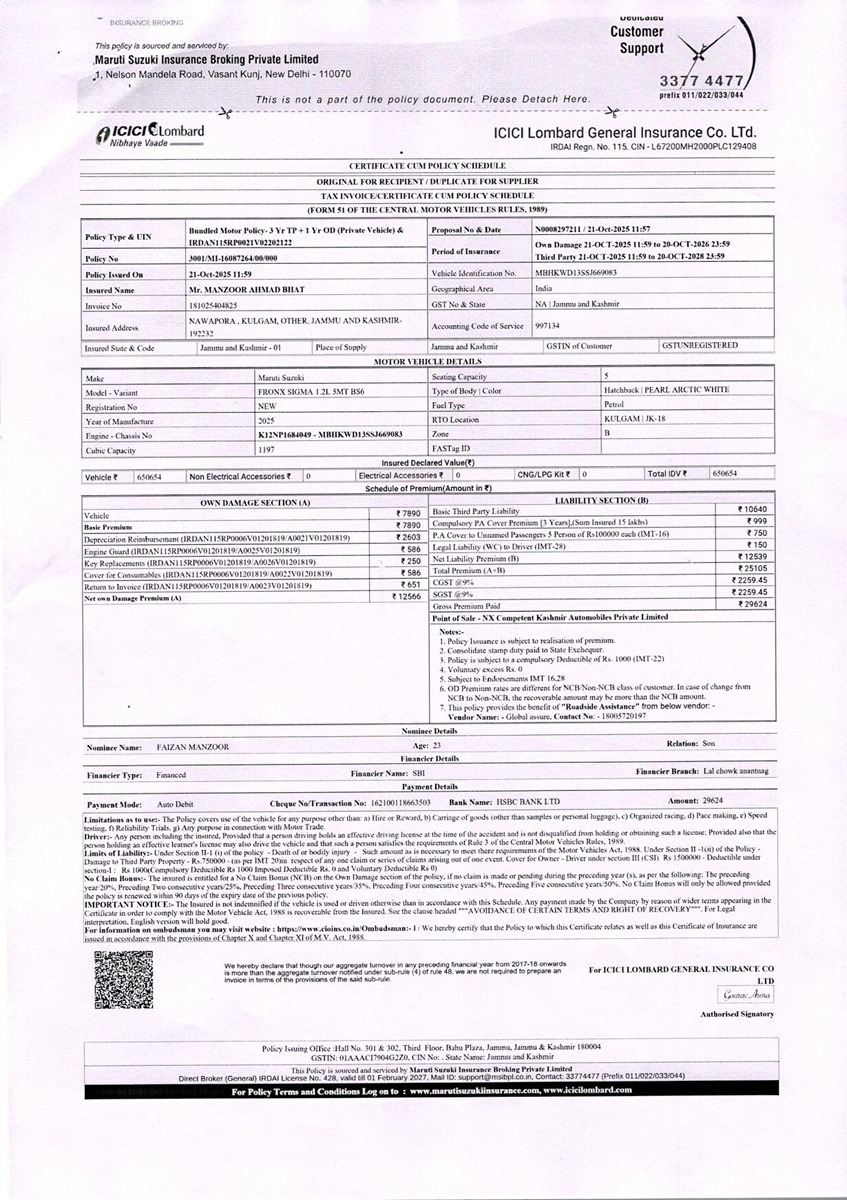 INSURANCE BROKING
This policy is sourced and serviced by:
Maruti Suzuki Insurance Broking Private Limited
1, Nelson Mandela Road, Vasant Kunj, New Delhi - 110070
Dedicated
Customer
Support
3377 4477
prefix 011/022/033/044
This is not a part of the policy document. Please Detach Here.
ICICI Lombard
Nibhaye Vaade
ICICI Lombard General Insurance Co. Ltd.
IRDAI Regn. No. 115. CIN - L67200MH2000PLC129408
CERTIFICATE CUM POLICY SCHEDULE
ORIGINAL FOR RECIPIENT / DUPLICATE FOR SUPPLIER
TAX INVOICE/CERTIFICATE CUM POLICY SCHEDULE
(FORM 51 OF THE CENTRAL MOTOR VEHICLES RULES, 1989)
Policy Type & UIN Bundled Motor Policy- 3 Yr TP + 1 Yr OD (Private Vehicle) & IRDAN115RP0021V02202122
Proposal No & Date N0008297211 / 21-Oct-2025 11:57
Policy No 3001/MI-16087264/00/000
Period of Insurance Own Damage 21-OCT-2025 11:59 to 20-OCT-2026 23:59
Third Party 21-OCT-2025 11:59 to 20-OCT-2028 23:59
Policy Issued On 21-Oct-2025 11:59
Vehicle Identification No. MBHKWD13SSJ669083
Insured Name Mr. MANZOOR AHMAD BHAT
Geographical Area India
Invoice No 181025404825
GST No & State NA | Jammu and Kashmir
Insured Address NAWAPORA , KULGAM, OTHER, JAMMU AND KASHMIR-192232
Accounting Code of Service 997134
Insured State & Code Jammu and Kashmir - 01 Place of Supply Jammu and Kashmir GSTIN of Customer GSTUNREGISTERED
MOTOR VEHICLE DETAILS
Make Maruti Suzuki Seating Capacity 5
Model - Variant FRONX SIGMA 1.2L 5MT BS6 Type of Body | Color Hatchback | PEARL ARCTIC WHITE
Registration No NEW Fuel Type Petrol
Year of Manufacture 2025 RTO Location KULGAM | JK-18
Engine - Chassis No K12NP1684049 - MBHKWD13SSJ669083 Zone B
Cubic Capacity 1197 FASTag ID
Insured Declared Value(₹)
Vehicle ₹ 650654 Non Electrical Accessories ₹ 0 Electrical Accessories ₹ 0 CNG/LPG Kit ₹ 0 Total IDV ₹ 650654
Schedule of Premium(Amount in ₹)
OWN DAMAGE SECTION (A)
Vehicle ₹ 7890
Basic Premium ₹ 7890
Depreciation Reimbursement (IRDAN115RP0006V01201819/A0021V01201819) ₹ 2603
Engine Guard (IRDAN115RP0006V01201819/A0025V01201819) ₹ 586
Key Replacements (IRDAN115RP0006V01201819/A0026V01201819) ₹ 250
Cover for Consumables (IRDAN115RP0006V01201819/A0022V01201819) ₹ 586
Return to Invoice (IRDAN115RP0006V01201819/A0023V01201819) ₹ 651
Net own Damage Premium (A) ₹ 12566
LIABILITY SECTION (B)
Basic Third Party Liability ₹ 10640
Compulsory PA Cover Premium [3 Years],(Sum Insured 15 lakhs) ₹ 999
P.A Cover to Unnamed Passengers 5 Person of Rs100000 each (IMT-16) ₹ 750
Legal Liability (WC) to Driver (IMT-28) ₹ 150
Net Liability Premium (B) ₹ 12539
Total Premium (A+B) ₹ 25105
CGST @9% ₹ 2259.45
SGST @9% ₹ 2259.45
Gross Premium Paid ₹ 29624
Point of Sale - NX Competent Kashmir Automobiles Private Limited
Notes:-
1. Policy Issuance is subject to realisation of premium.
2. Consolidate stamp duty paid to State Exchequer.
3. Policy is subject to a compulsory Deductible of Rs. 1000 (IMT-22)
4. Voluntary excess Rs. 0
5. Subject to Endorsements IMT 16,28
6. OD Premium rates are different for NCB/Non-NCB class of customer. In case of change from
NCB to Non-NCB, the recoverable amount may be more than the NCB amount.
7. This policy provides the benefit of "Roadside Assistance" from below vendor: -
Vendor Name: - Global assure, Contact No: - 18005720197
Nominee Details
Nominee Name: FAIZAN MANZOOR Age: 23 Relation: Son
Financier Details
Financier Type: Financed Financier Name: SBI Financier Branch: Lal chowk anantnag
Payment Details
Payment Mode: Auto Debit Cheque No/Transaction No: 162100118663503 Bank Name: HSBC BANK LTD Amount: 29624
Limitations as to use:- The Policy covers use of the vehicle for any purpose other than: a) Hire or Reward, b) Carriage of goods (other than samples or personal luggage), c) Organized racing, d) Pace making, e) Speed
testing, f) Reliability Trials, g) Any purpose in connection with Motor Trade.
Driver:- Any person including the insured, Provided that a person driving holds an effective driving license at the time of the accident and is not disqualified from holding or obtaining such a license; Provided also that the
person holding an effective learner's license may also drive the vehicle and that such a person satisfies the requirements of Rule 3 of the Central Motor Vehicles Rules, 1989.
Limits of Liability:- Under Section II-1 (i) of the policy - Death of or bodily injury - Such amount as is necessary to meet there requirements of the Motor Vehicles Act, 1988. Under Section II -1(ii) of the Policy -
Damage to Third Party Property - Rs.750000 - (as per IMT 20)in respect of any one claim or series of claims arising out of one event. Cover for Owner - Driver under section III (CSI) Rs 1500000 - Deductible under
section-1 : Rs 1000(Compulsory Deductible Rs 1000 Imposed Deductible Rs. 0 and Voluntary Deductible Rs 0)
No Claim Bonus:- The insured is entitled for a No Claim Bonus (NCB) on the Own Damage section of the policy, if no claim is made or pending during the preceding year (s), as per the following: The preceding
year/20%, Preceding Two consecutive years/25%, Preceding Three consecutive years/35%, Preceding Four consecutive years/45%, Preceding Five consecutive years/50%. No Claim Bonus will only be allowed provided
the policy is renewed within 90 days of the expiry date of the previous policy.
IMPORTANT NOTICE:- The Insured is not indemnified if the vehicle is used or driven otherwise than in accordance with this Schedule. Any payment made by the Company by reason of wider terms appearing in the
Certificate in order to comply with the Motor Vehicle Act, 1988 is recoverable from the Insured. See the clause headed ""AVOIDANCE OF CERTAIN TERMS AND RIGHT OF RECOVERY"". For Legal
interpretation, English version will hold good.
For information on ombudsman you may visit website : https://www.cioins.co.in/Ombudsman:- I / We hereby certify that the Policy to which this Certificate relates as well as this Certificate of Insurance are
issued in accordance with the provisions of Chapter X and Chapter XI of M.V. Act, 1988.
We hereby declare that though our aggregate turnover in any preceding financial year from 2017-18 onwards
is more than the aggregate turnover notified under sub-rule (4) of rule 48, we are not required to prepare an
invoice in terms of the provisions of the said sub-rule.
For ICICI LOMBARD GENERAL INSURANCE CO
LTD
Authorised Signatory
Policy Issuing Office :Hall No. 301 & 302, Third Floor, Bahu Plaza, Jammu, Jammu & Kashmir 180004
GSTIN: 01AAACI7904G2Z0, CIN No: . State Name: Jammu and Kashmir
This Policy is sourced and serviced by Maruti Suzuki Insurance Broking Private Limited
Direct Broker (General) IRDAI License No. 428, valid till 01 February 2027. Mail ID: support@msibpl.co.in, Contact: 33774477 (Prefix 011/022/033/044)
For Policy Terms and Conditions Log on to : www.marutisuzukiinsurance.com, www.icicilombard.com